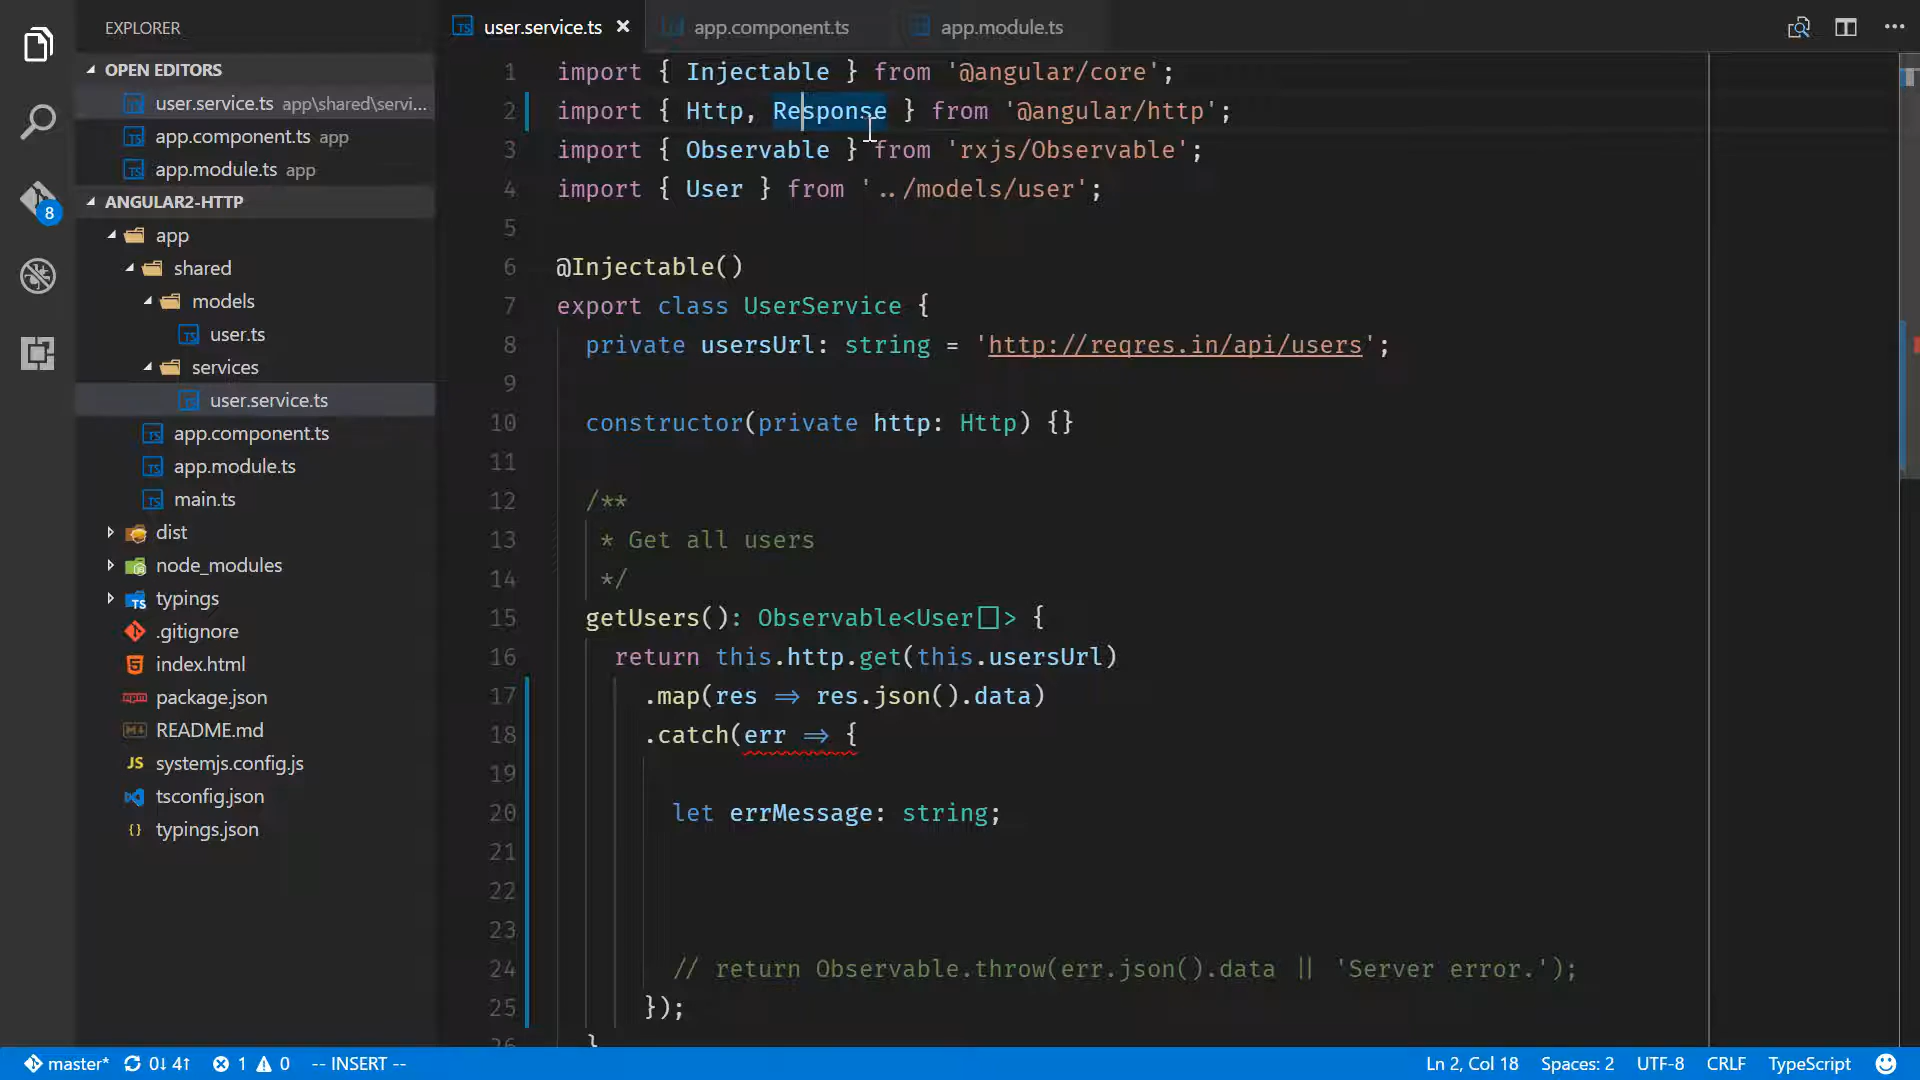 EXPLORER
OPEN EDITORS
user.service.ts app\shared\servi...
app.component.ts app
app.module.ts app
ANGULAR2-HTTP
app
shared
models
user.ts
services
user.service.ts
app.component.ts
app.module.ts
main.ts
dist
node_modules
typings
.gitignore
index.html
package.json
README.md
systemjs.config.js
tsconfig.json
typings.json
8
user.service.ts
app.component.ts
app.module.ts
1 import { Injectable } from '@angular/core';
2 import { Http, Response } from '@angular/http';
3 import { Observable } from 'rxjs/Observable';
4 import { User } from '../models/user';
5
6 @Injectable()
7 export class UserService {
8 private usersUrl: string = 'http://reqres.in/api/users';
9
10 constructor(private http: Http) {}
11
12 /**
13 * Get all users
14 */
15 getUsers(): Observable<User[]> {
16 return this.http.get(this.usersUrl)
17 .map(res => res.json().data)
18 .catch(err => {
19
20 let errMessage: string;
21
22
23
24 // return Observable.throw(err.json().data || 'Server error.');
25 });
26 }
master* 0↓ 4↑ 1 0 -- INSERT -- Ln 2, Col 18 Spaces: 2 UTF-8 CRLF TypeScript